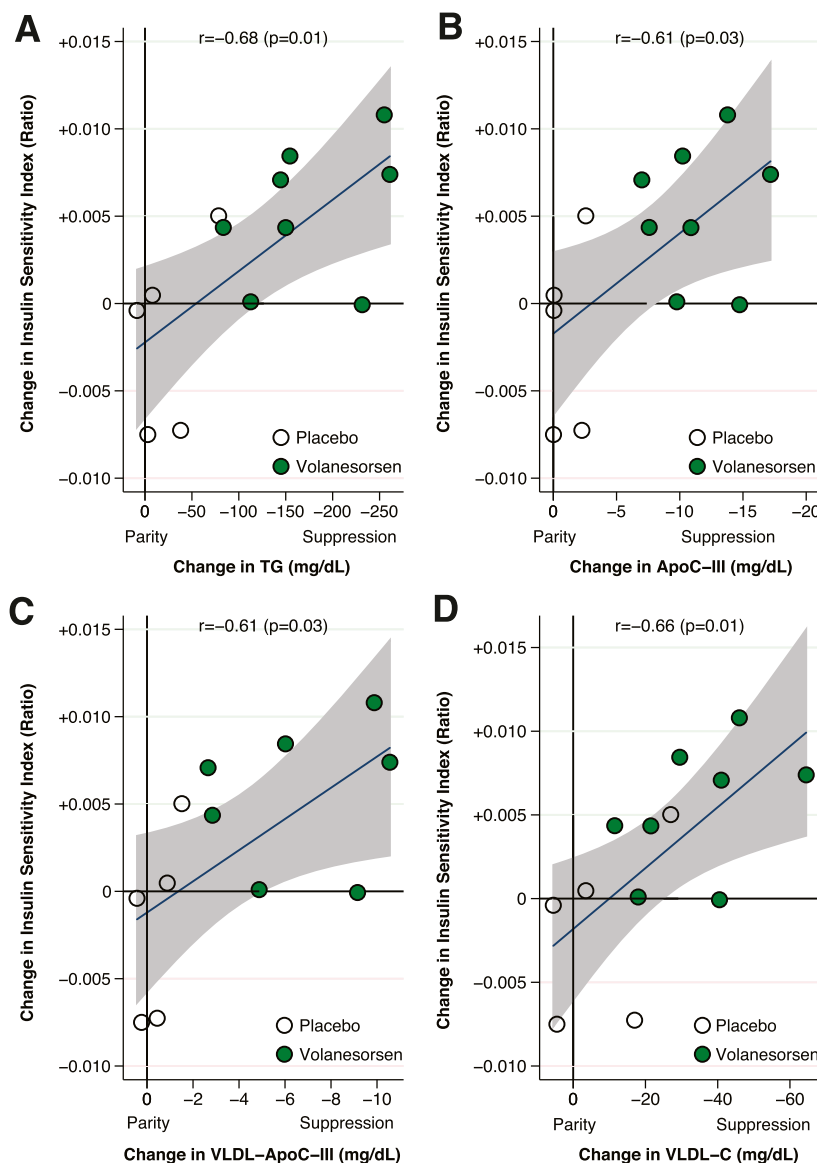 A
r=−0.68 (p=0.01)
Change in Insulin Sensitivity Index (Ratio)
+0.015
+0.010
+0.005
0
−0.005
−0.010
Placebo
Volanesorsen
0 −50 −100 −150 −200 −250
Parity Suppression
Change in TG (mg/dL)
B
r=−0.61 (p=0.03)
Change in Insulin Sensitivity Index (Ratio)
+0.015
+0.010
+0.005
0
−0.005
−0.010
Placebo
Volanesorsen
0 −5 −10 −15 −20
Parity Suppression
Change in ApoC−III (mg/dL)
C
r=−0.61 (p=0.03)
Change in Insulin Sensitivity Index (Ratio)
+0.015
+0.010
+0.005
0
−0.005
−0.010
Placebo
Volanesorsen
0 −2 −4 −6 −8 −10
Parity Suppression
Change in VLDL−ApoC−III (mg/dL)
D
r=−0.66 (p=0.01)
Change in Insulin Sensitivity Index (Ratio)
+0.015
+0.010
+0.005
0
−0.005
−0.010
Placebo
Volanesorsen
0 −20 −40 −60
Parity Suppression
Change in VLDL−C (mg/dL)